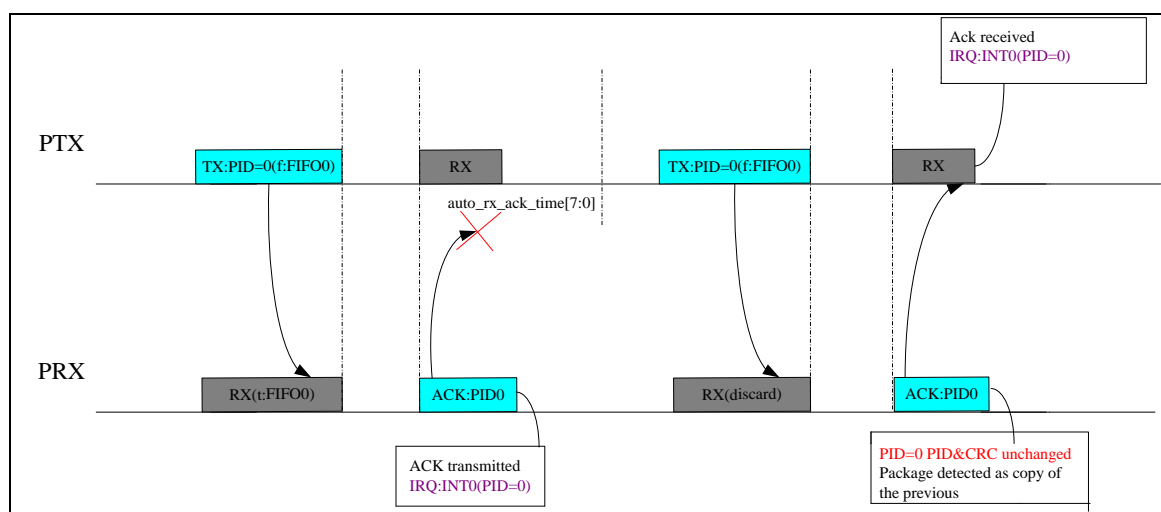 Ack received
IRQ:INT0(PID=0)
PTX
TX:PID=0(f:FIFO0)
RX
TX:PID=0(f:FIFO0)
RX
auto_rx_ack_time[7:0]
PRX
RX(t:FIFO0)
ACK:PID0
RX(discard)
ACK:PID0
ACK transmitted
IRQ:INT0(PID=0)
PID=0 PID&CRC unchanged
Package detected as copy of
the previous